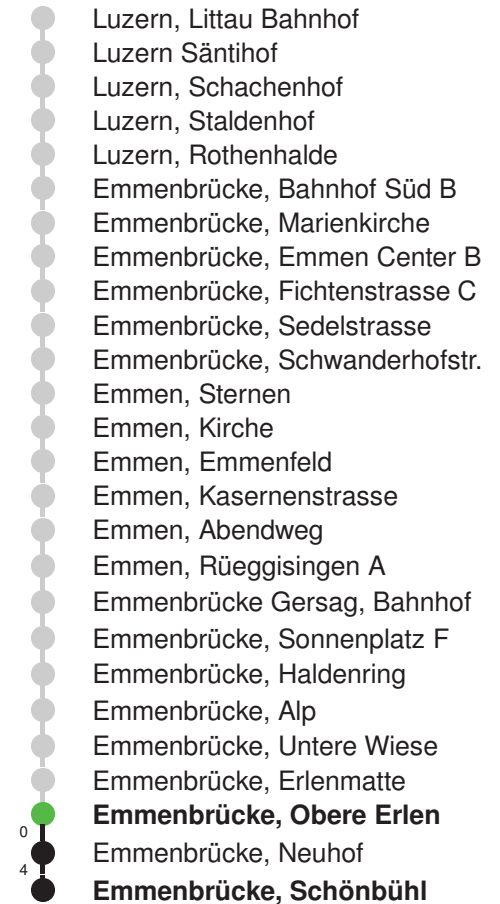 Luzern, Littau Bahnhof
Luzern Säntihof
Luzern, Schachenhof
Luzern, Staldenhof
Luzern, Rothenhalde
Emmenbrücke, Bahnhof Süd B
Emmenbrücke, Marienkirche
Emmenbrücke, Emmen Center B
Emmenbrücke, Fichtenstrasse C
Emmenbrücke, Sedelstrasse
Emmenbrücke, Schwanderhofstr.
Emmen, Sternen
Emmen, Kirche
Emmen, Emmenfeld
Emmen, Kasernenstrasse
Emmen, Abendweg
Emmen, Rüeggisingen A
Emmenbrücke Gersag, Bahnhof
Emmenbrücke, Sonnenplatz F
Emmenbrücke, Haldenring
Emmenbrücke, Alp
Emmenbrücke, Untere Wiese
Emmenbrücke, Erlenmatte
Emmenbrücke, Obere Erlen
0
Emmenbrücke, Neuhof
4
Emmenbrücke, Schönbühl